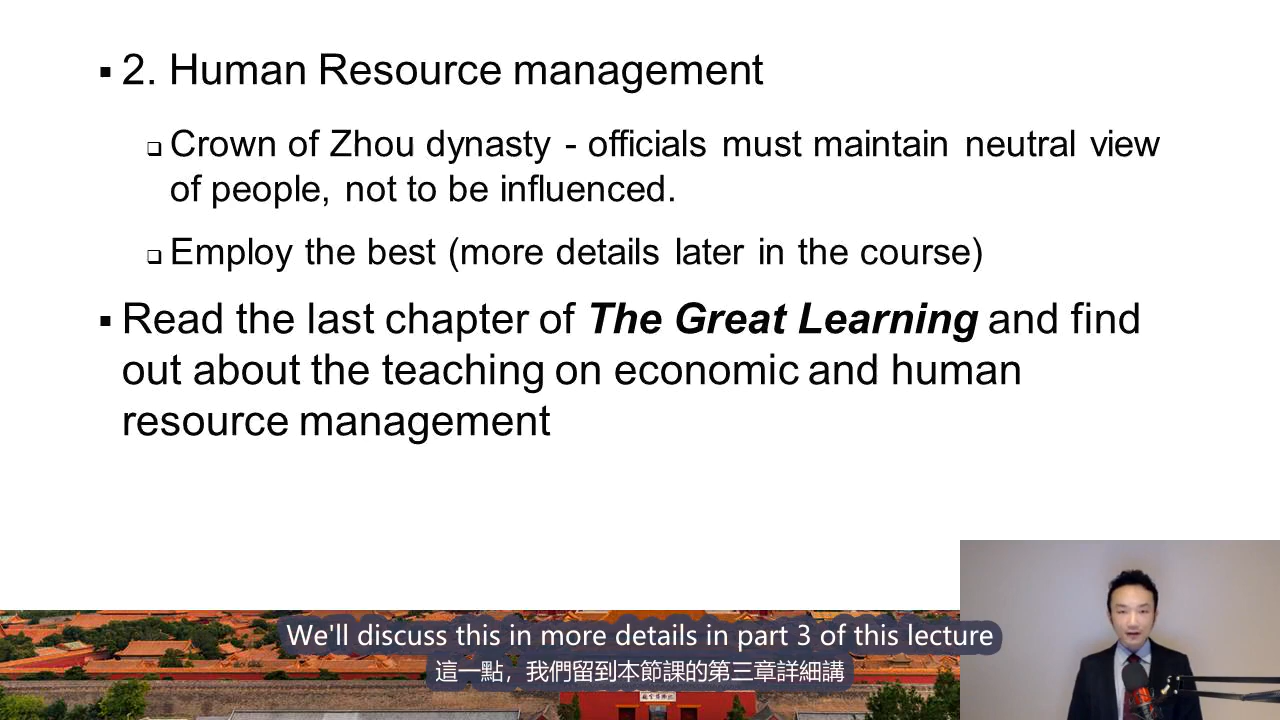 2. Human Resource management
Crown of Zhou dynasty - officials must maintain neutral view
of people, not to be influenced.
Employy the best (more details later in the course)
Read the last chapter of The Great Learning and find
out about the teaching on economic and human
resource management
We'll discuss this in more details in part 3 of this lecture
這一點，我們留到本節課的第三章詳細講